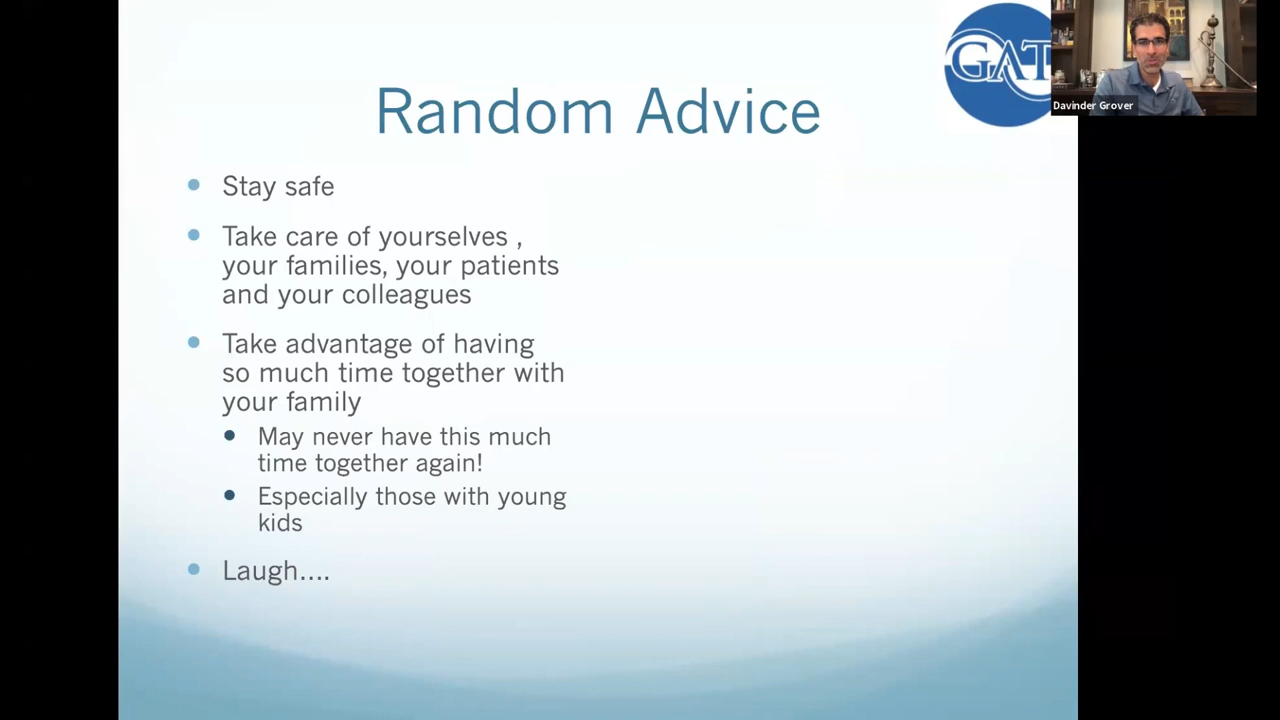 Random Advice
GAT
Davinder Grover
Stay safe
Take care of yourselves ,
your families, your patients
and your colleagues
Take advantage of having
so much time together with
your family
May never have this much
time together again!
Especially those with young
kids
Laugh....